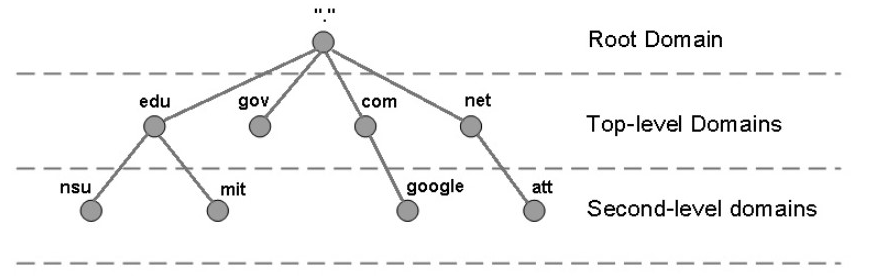 "."
Root Domain
edu gov com net
Top-level Domains
nsu mit google att
Second-level domains